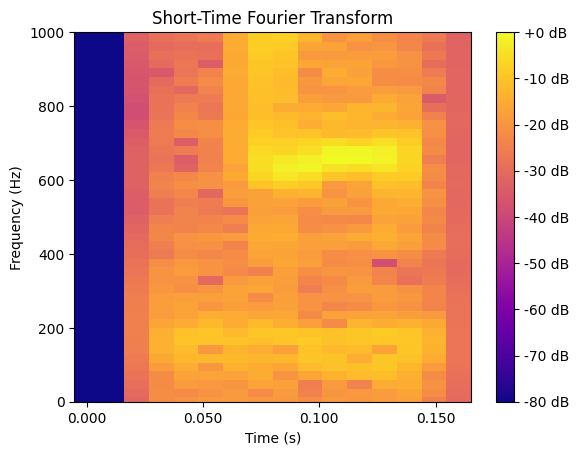 Short-Time Fourier Transform
1000
800
600
400
200
0
Frequency (Hz)
0.000
0.050
0.100
0.150
Time (s)
+0 dB
-10 dB
-20 dB
-30 dB
-40 dB
-50 dB
-60 dB
-70 dB
-80 dB